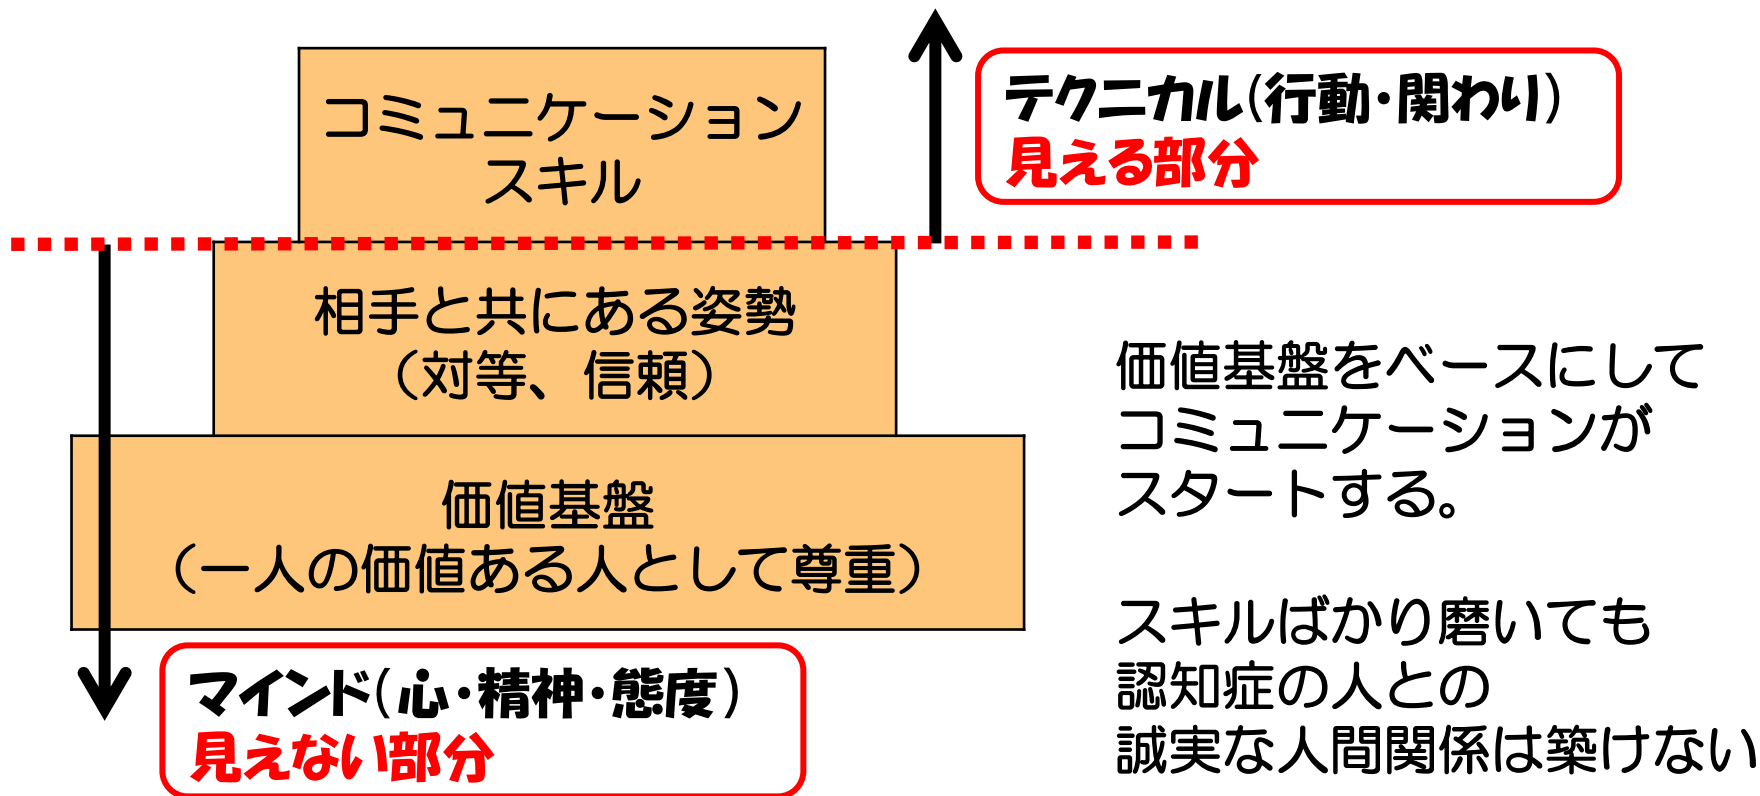 コミュニケーション
スキル
テクニカル(行動・関わり)
見える部分
相手と共にある姿勢
(対等、信頼)
価値基盤
(一人の価値ある人として尊重)
マインド(心・精神・態度)
見えない部分
価値基盤をベースにして
コミュニケーションが
スタートする。
スキルばかり磨いても
認知症の人との
誠実な人間関係は築けない